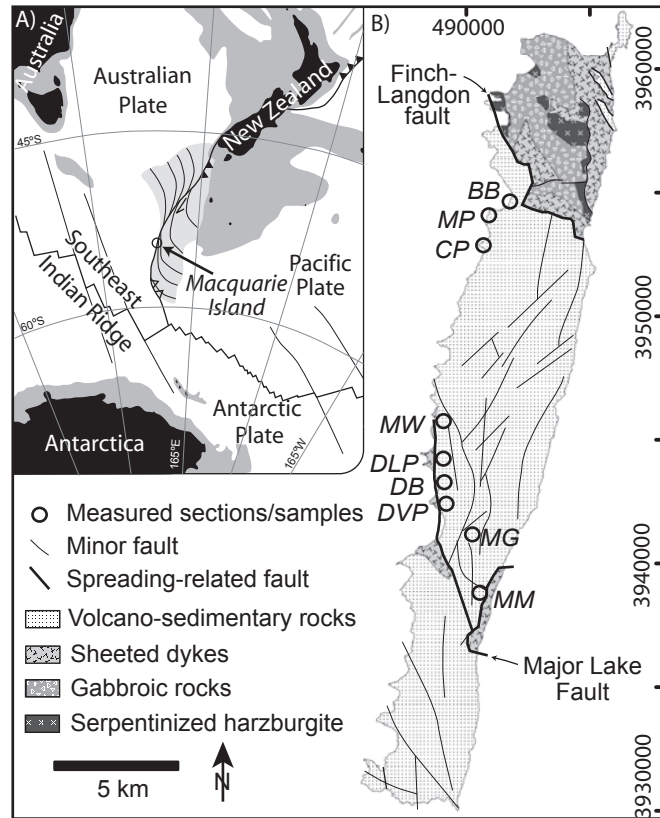 A)
Australia
Australian
Plate
New Zealand
45°S
Southeast
Indian Ridge
Macquarie
Island
Pacific
Plate
60°S
Antarctic
Plate
Antarctica
165°E
165°W
Measured sections/samples
Minor fault
Spreading-related fault
Volcano-sedimentary rocks
Sheeted dykes
Gabbroic rocks
Serpentinized harzburgite
5 km
N
B)
490000
3960000
Finch-
Langdon
fault
BB
MP
CP
3950000
MW
DLP
DB
DVP
MG
3940000
MM
Major Lake
Fault
3930000